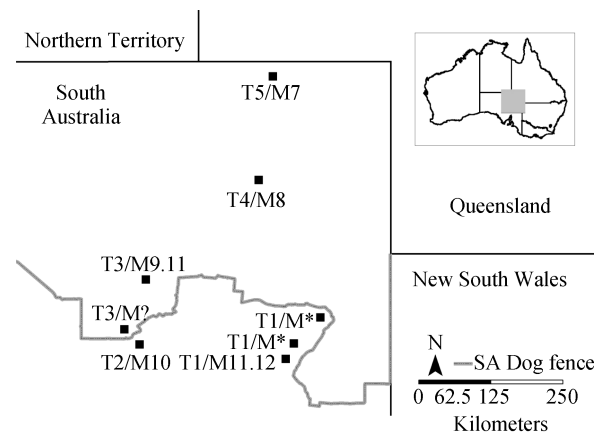 Northern Territory
South
Australia
T5/M7
T4/M8
Queensland
T3/M9.11
New South Wales
T3/M?
T1/M*
T1/M*
T2/M10
T1/M11.12
N
SA Dog fence
0 62.5 125 250
Kilometers